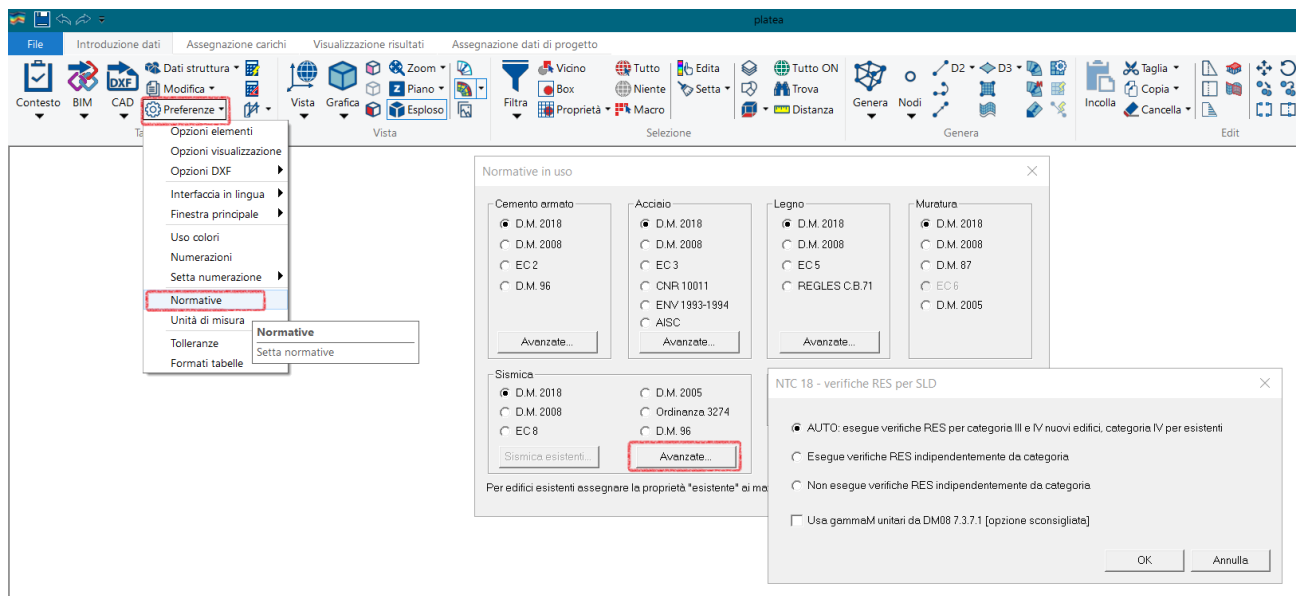 platea
File Introduzione dati Assegnazione carichi Visualizzazione risultati Assegnazione dati di progetto
Dati struttura Zoom Vicino Tutto Edita Tutto ON D2 D3 Taglia
DXF Modifica Piano Box Niente Setta Trova Copia
Contesto BIM CAD Preferenze Vista Grafica Esploso Filtra Proprietà Macro Distanza Genera Nodi Incolla Cancella
Vista Selezione Genera Edit
Opzioni elementi
Opzioni visualizzazione
Opzioni DXF
Interfaccia in lingua
Finestra principale
Uso colori
Numerazioni
Setta numerazione
Normative
Unità di misura
Tolleranze
Formati tabelle
Normative
Setta normative
Normative in uso
Cemento armato
D.M. 2018
D.M. 2008
EC 2
D.M. 96
Avanzate...
Acciaio
D.M. 2018
D.M. 2008
EC 3
CNR 10011
ENV 1993-1994
AISC
Avanzate...
Legno
D.M. 2018
D.M. 2008
EC 5
REGLES C.B.71
Avanzate...
Muratura
D.M. 2018
D.M. 2008
D.M. 87
EC 6
D.M. 2005
Sismica
D.M. 2018 D.M. 2005
D.M. 2008 Ordinanza 3274
EC 8 D.M. 96
Sismica esistenti... Avanzate...
Per edifici esistenti assegnare la proprietà "esistente" ai ma
NTC 18 - verifiche RES per SLD
AUTO: esegue verifiche RES per categoria III e IV nuovi edifici, categoria IV per esistenti
Esegue verifiche RES indipendentemente da categoria
Non esegue verifiche RES indipendentemente da categoria
Usa gammaM unitari da DM08 7.3.7.1 [opzione sconsigliata]
OK Annulla